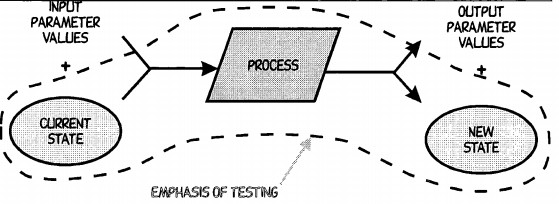 INPUT
PARAMETER
VALUES
+
CURRENT
STATE
PROCESS
OUTPUT
PARAMETER
VALUES
+
NEW
STATE
EMPHASIS OF TESTING